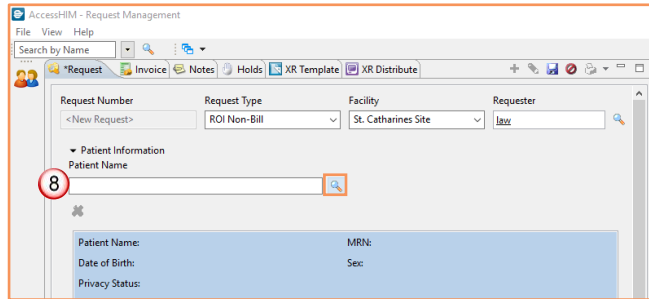 AccessHIM - Request Management
File View Help
Search by Name
*Request Invoice Notes Holds XR Template XR Distribute
Request Number Request Type Facility Requester
<New Request> ROI Non-Bill St. Catharines Site law
Patient Information
Patient Name
8
Patient Name: MRN:
Date of Birth: Sex:
Privacy Status: